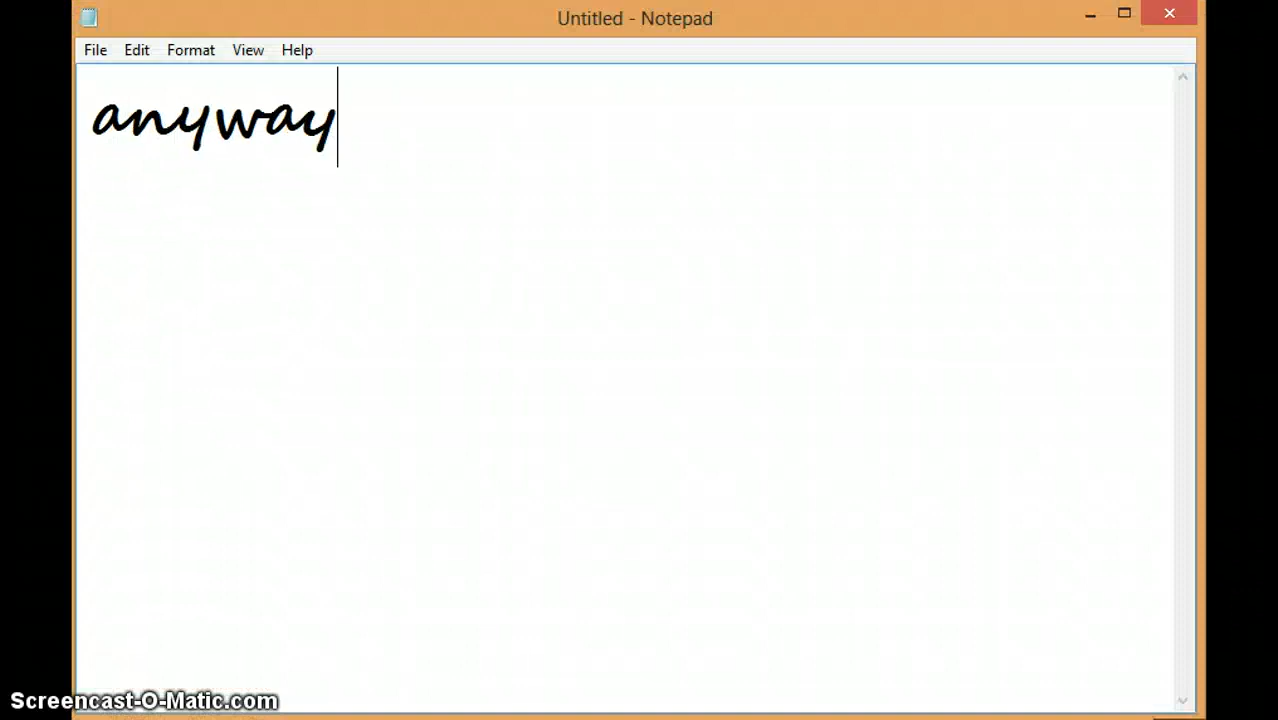 Untitled - Notepad
File Edit Format View Help
anyway
Screencast-O-Matic.com